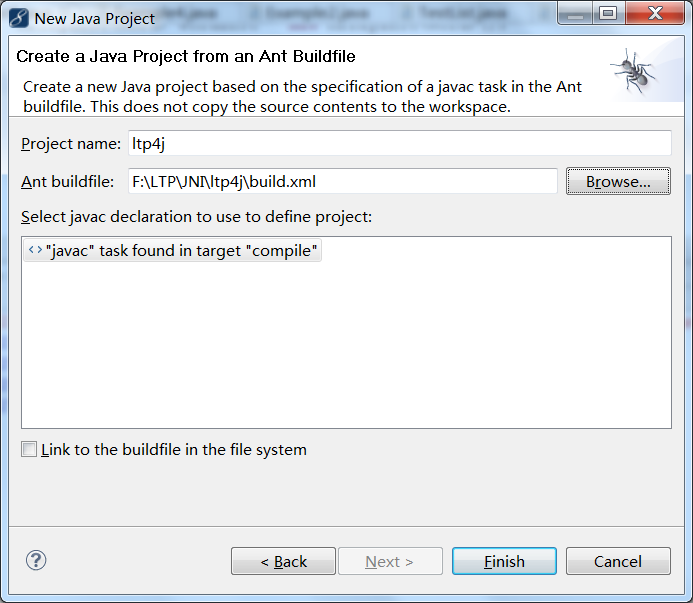 New Java Project
Create a Java Project from an Ant Buildfile
Create a new Java project based on the specification of a javac task in the Ant
buildfile. This does not copy the source contents to the workspace.
Project name: ltp4j
Ant buildfile: F:\LTP\JNI\ltp4j\build.xml Browse...
Select javac declaration to use to define project:
"javac" task found in target "compile"
Link to the buildfile in the file system
? < Back Next > Finish Cancel